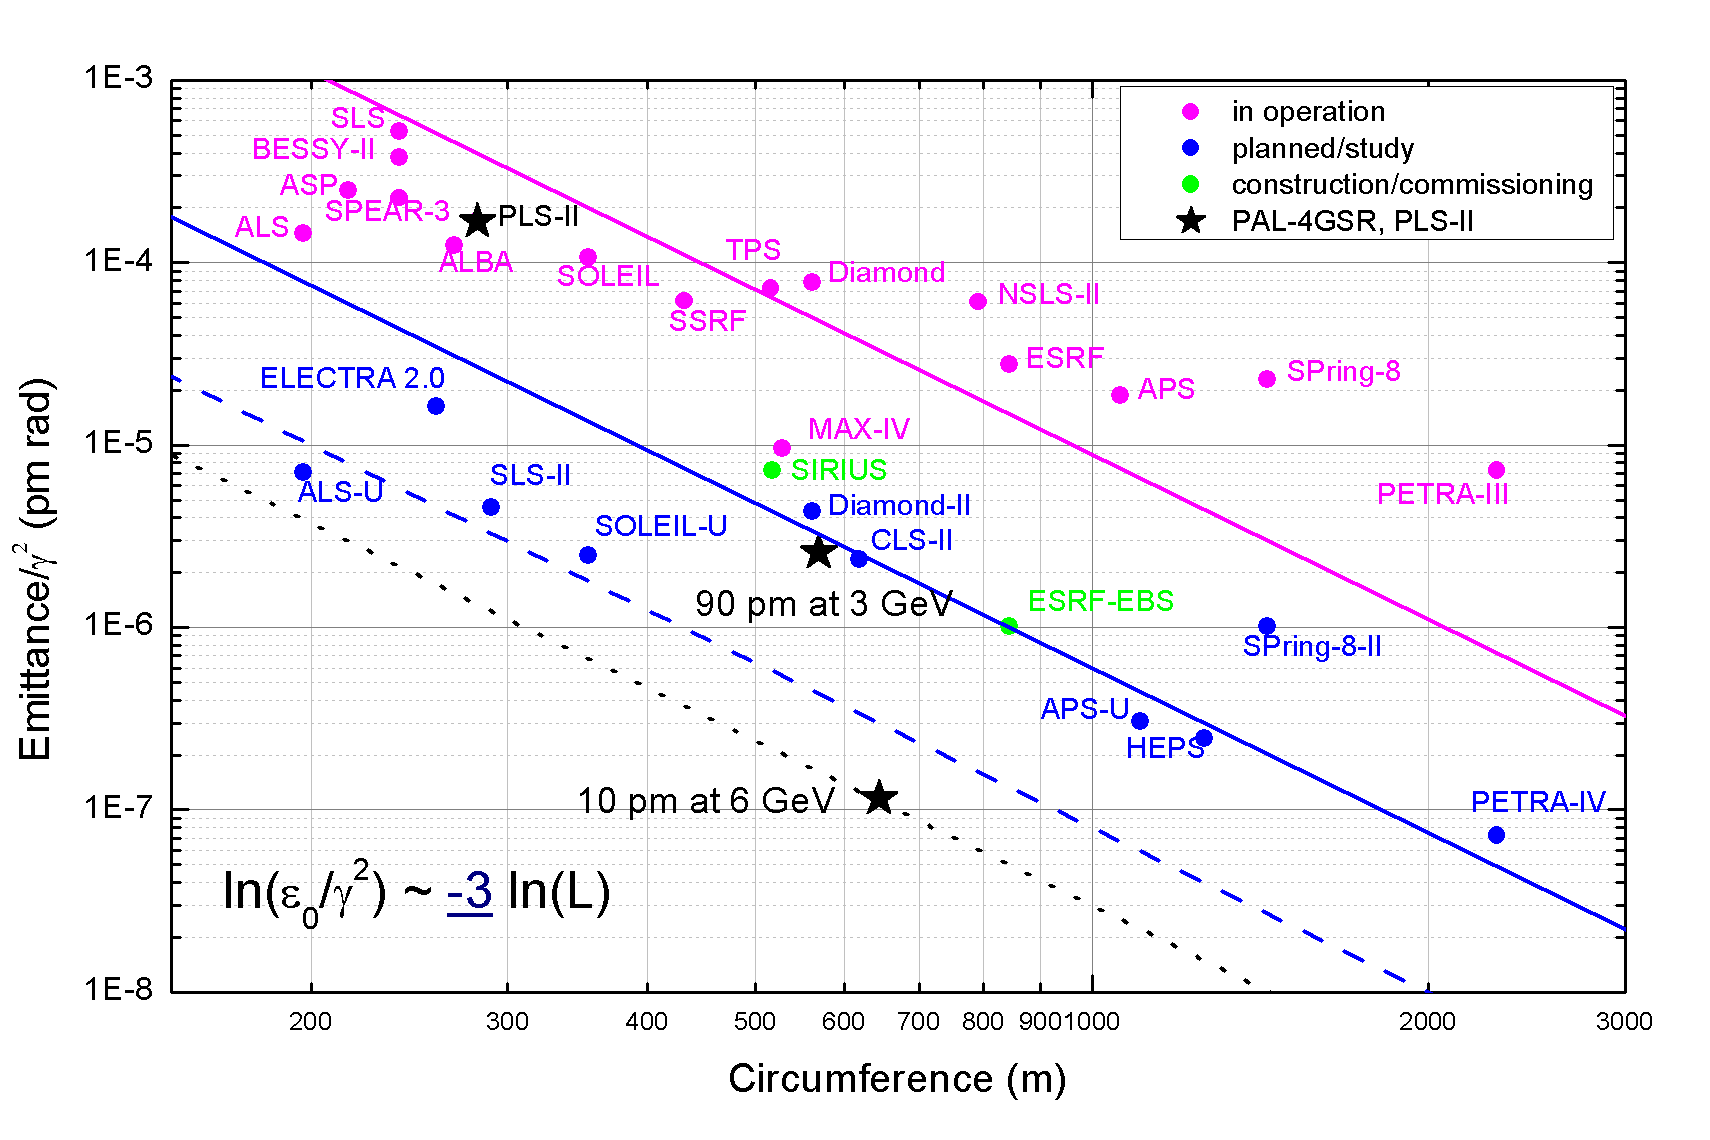 1E-3
1E-4
1E-5
1E-6
1E-7
1E-8
Emittance/γ² (pm rad)
in operation
planned/study
construction/commissioning
PAL-4GSR, PLS-II
SLS
BESSY-II
ASP
SPEAR-3
ALS
PLS-II
ALBA
SOLEIL
TPS
Diamond
SSRF
NSLS-II
ESRF
APS
SPring-8
ELECTRA 2.0
MAX-IV
SIRIUS
PETRA-III
ALS-U
SLS-II
SOLEIL-U
Diamond-II
CLS-II
90 pm at 3 GeV
ESRF-EBS
SPring-8-II
APS-U
HEPS
10 pm at 6 GeV
PETRA-IV
ln(ε₀/γ²) ~ -3 ln(L)
200 300 400 500 600 700 800 900 1000 2000 3000
Circumference (m)